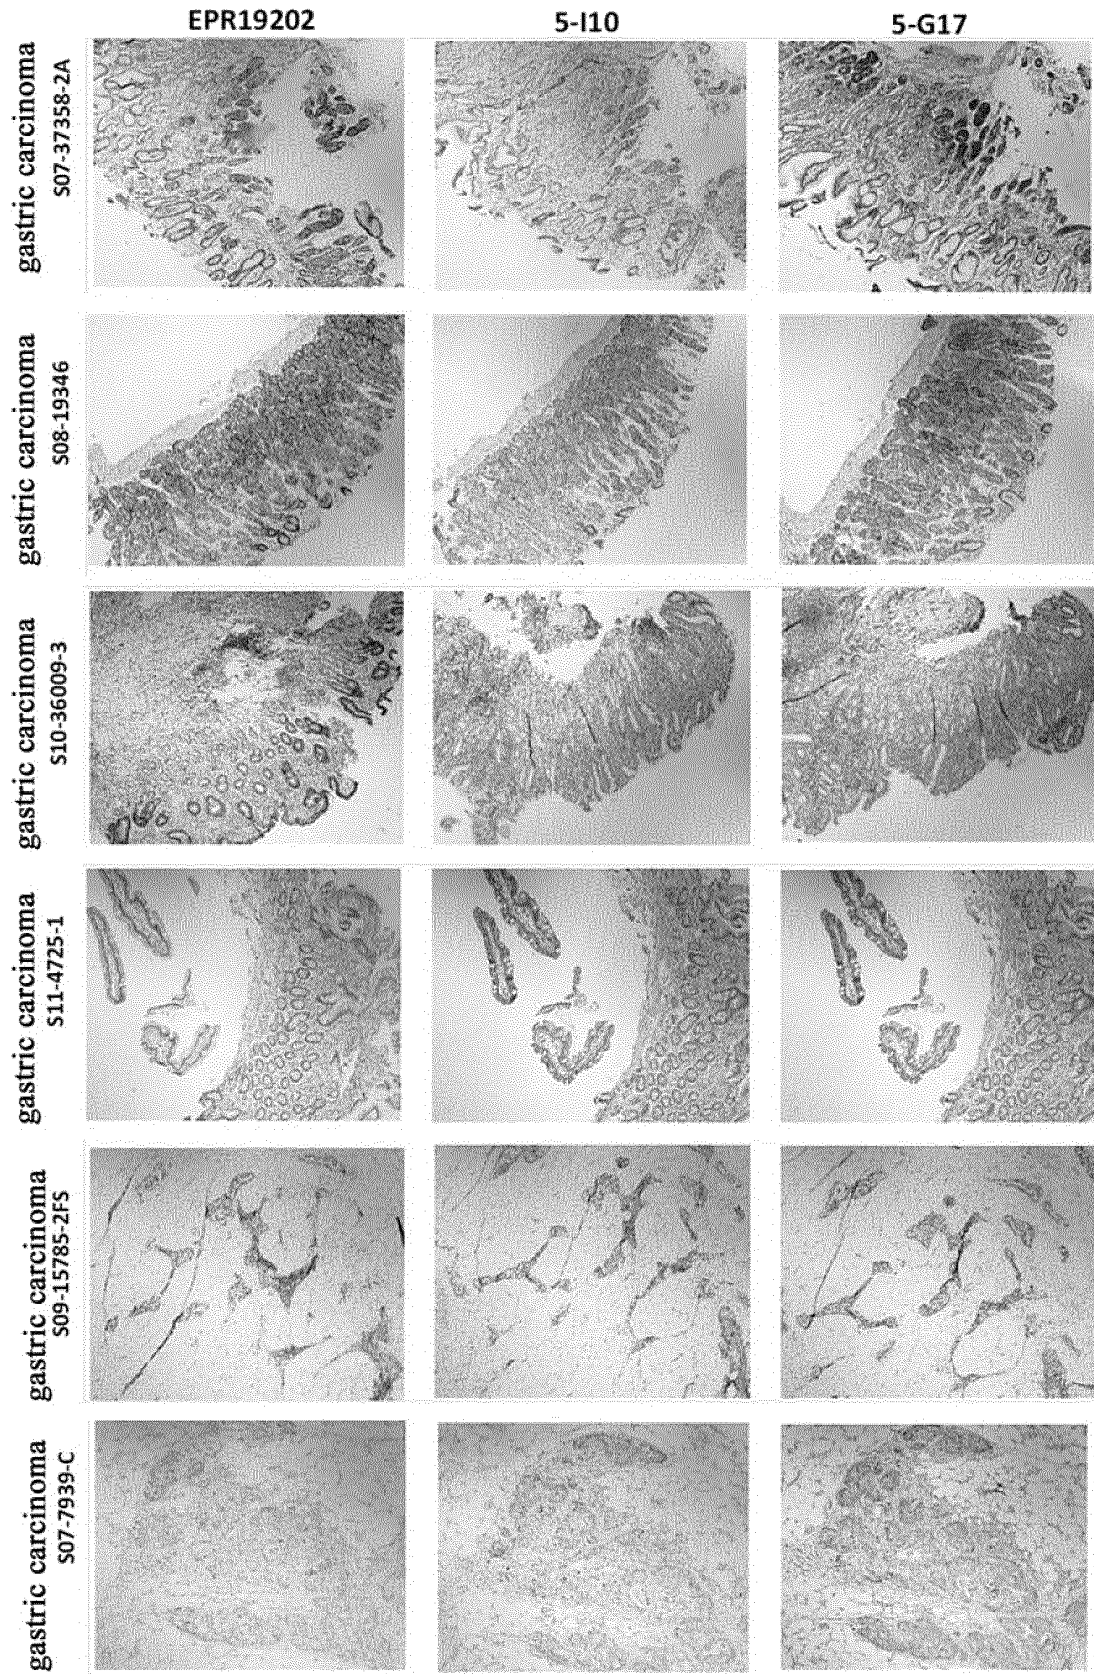 EPR19202 5-I10 5-G17
gastric carcinoma
S07-37358-2A
gastric carcinoma
S08-19346
gastric carcinoma
S10-36009-3
gastric carcinoma
S11-4725-1
gastric carcinoma
S09-15785-2FS
gastric carcinoma
S07-7939-C